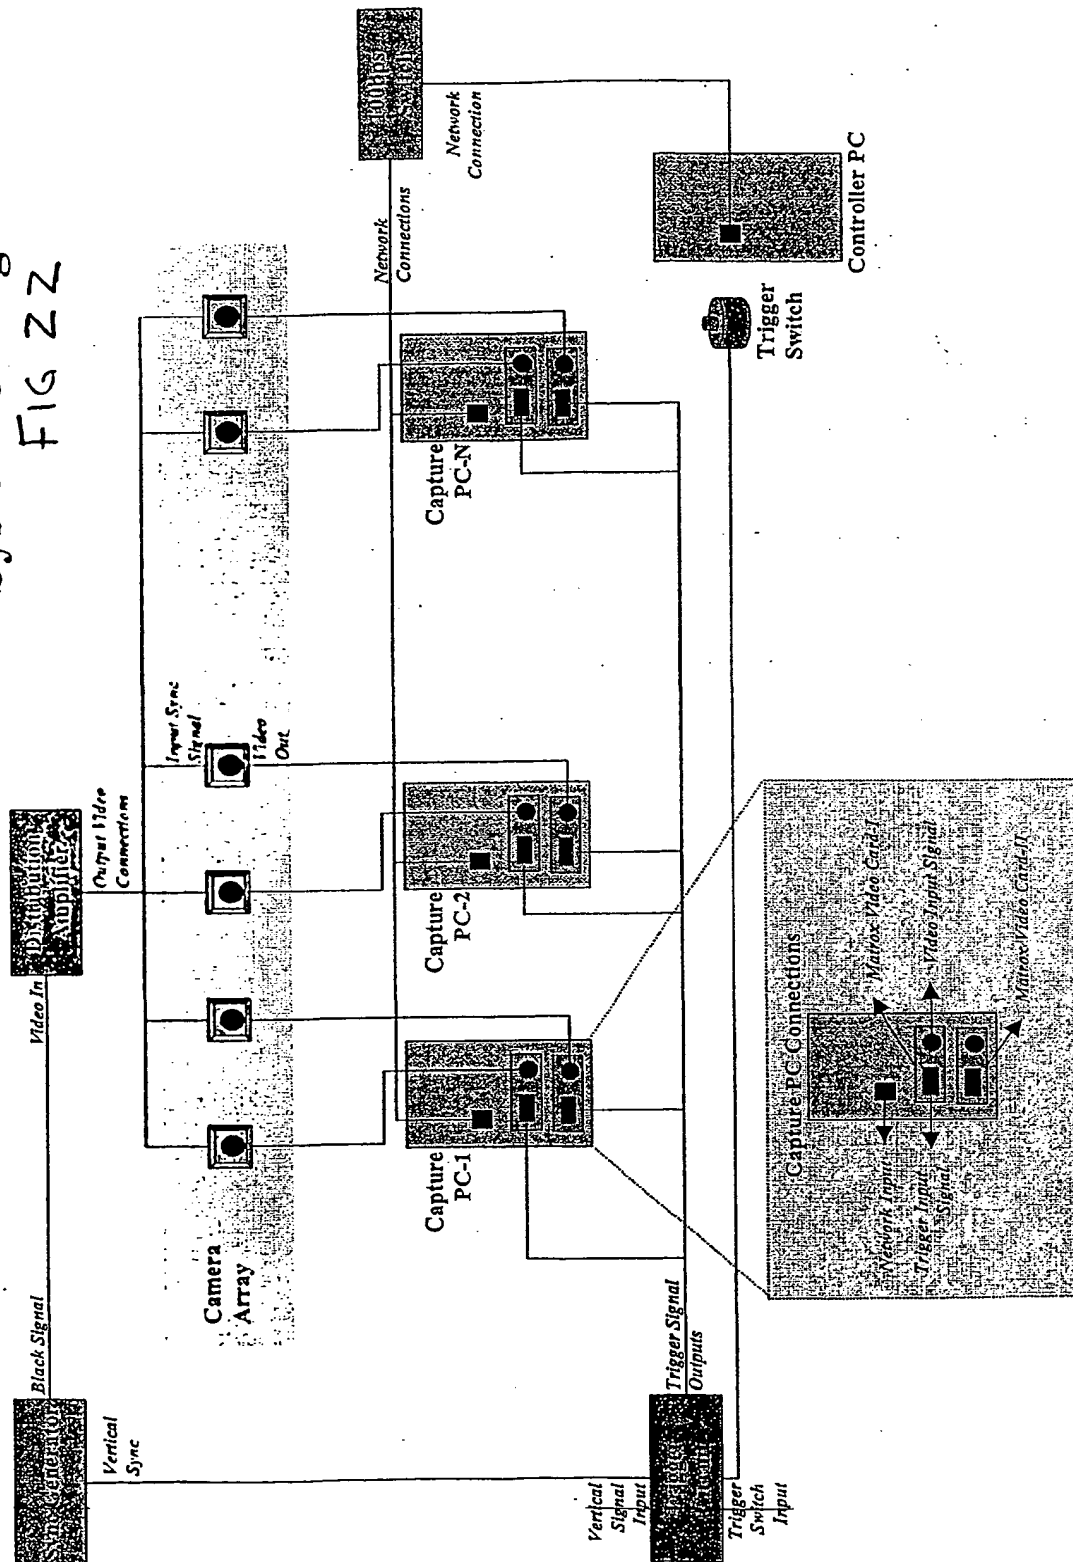 FIG 22
Sync Generator
Black Signal
Vertical
Sync
Video In
Distribution
Amplifier
Output Video
Connections
Camera
Array
Input Sync
Signal
Video
Out
Capture
PC-1
Capture
PC-2
Capture
PC-N
Network
Connections
Switch
Network
Connection
Controller PC
Trigger
Switch
Vertical
Signal
Input
Trigger
Trigger
Switch
Input
Trigger Signal
Outputs
Capture PC Connections
Network Input
Trigger Input
Signal
Matrox Video Card-I
Video Input Signal
Matrox Video Card-II